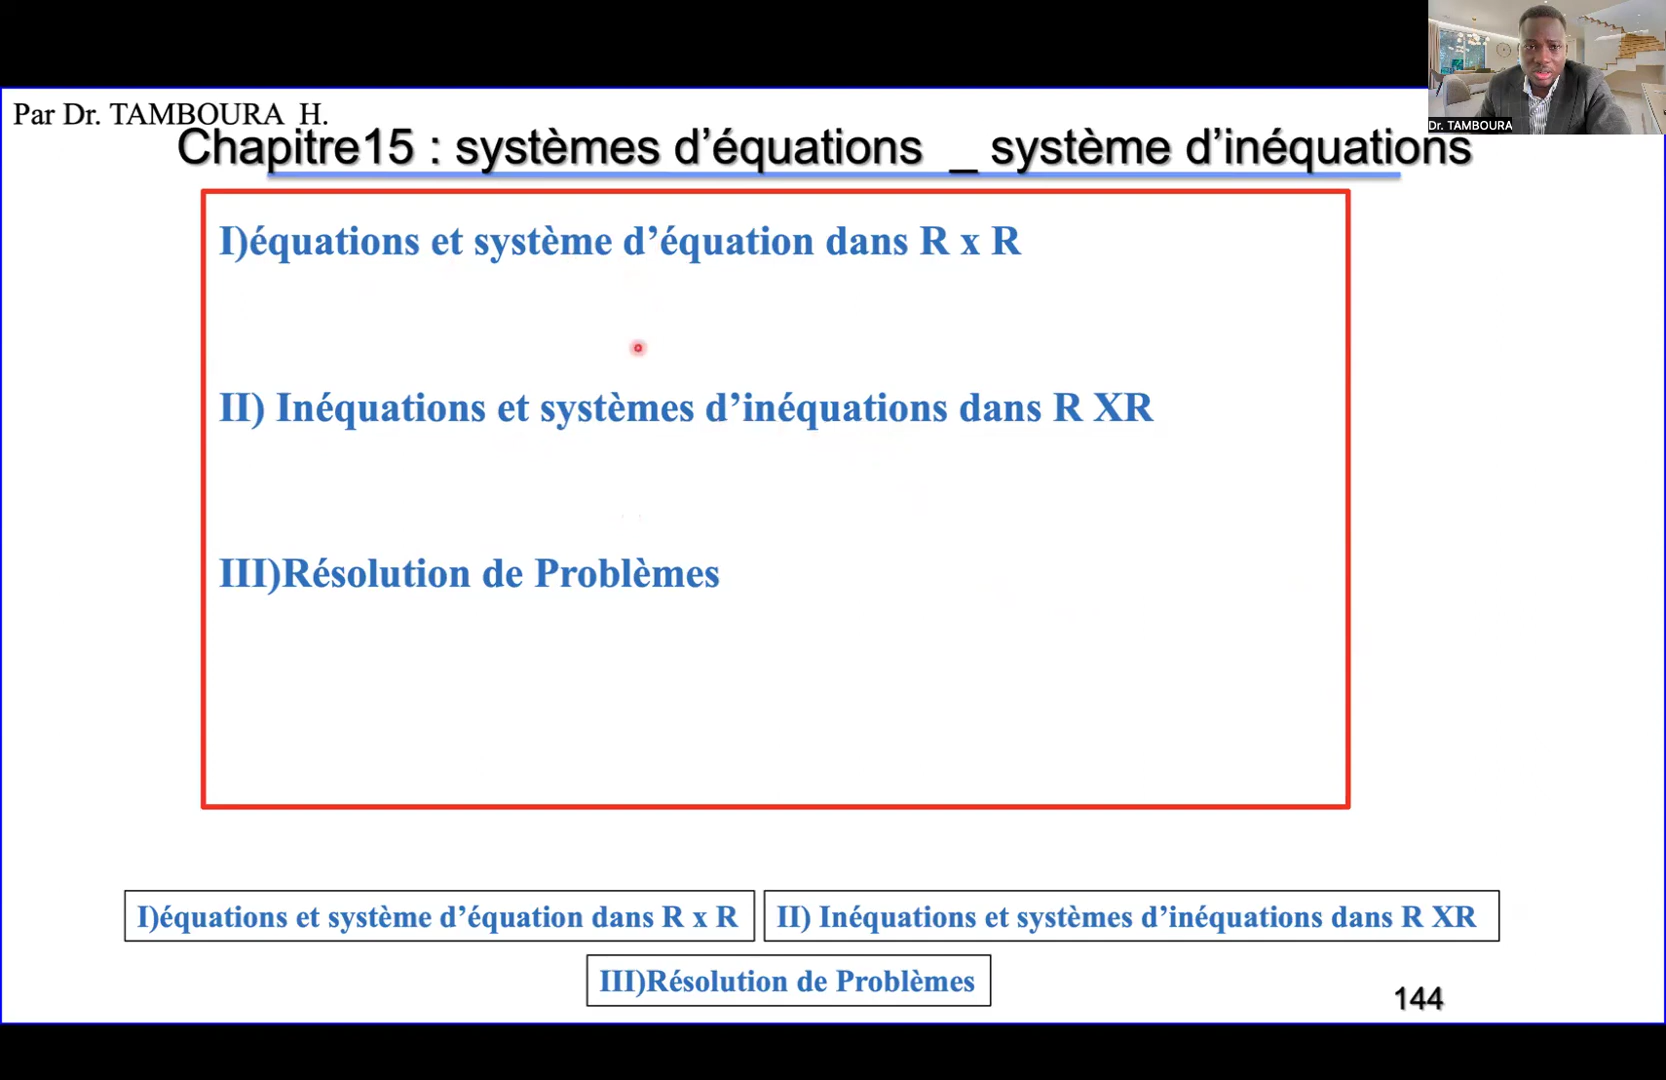 Dr. TAMBOURA
Par Dr. TAMBOURA H.
Chapitre15 : systèmes d’équations _ système d’inéquations
I)équations et système d’équation dans R x R
II) Inéquations et systèmes d’inéquations dans R XR
III)Résolution de Problèmes
I)équations et système d’équation dans R x R
II) Inéquations et systèmes d’inéquations dans R XR
III)Résolution de Problèmes
144